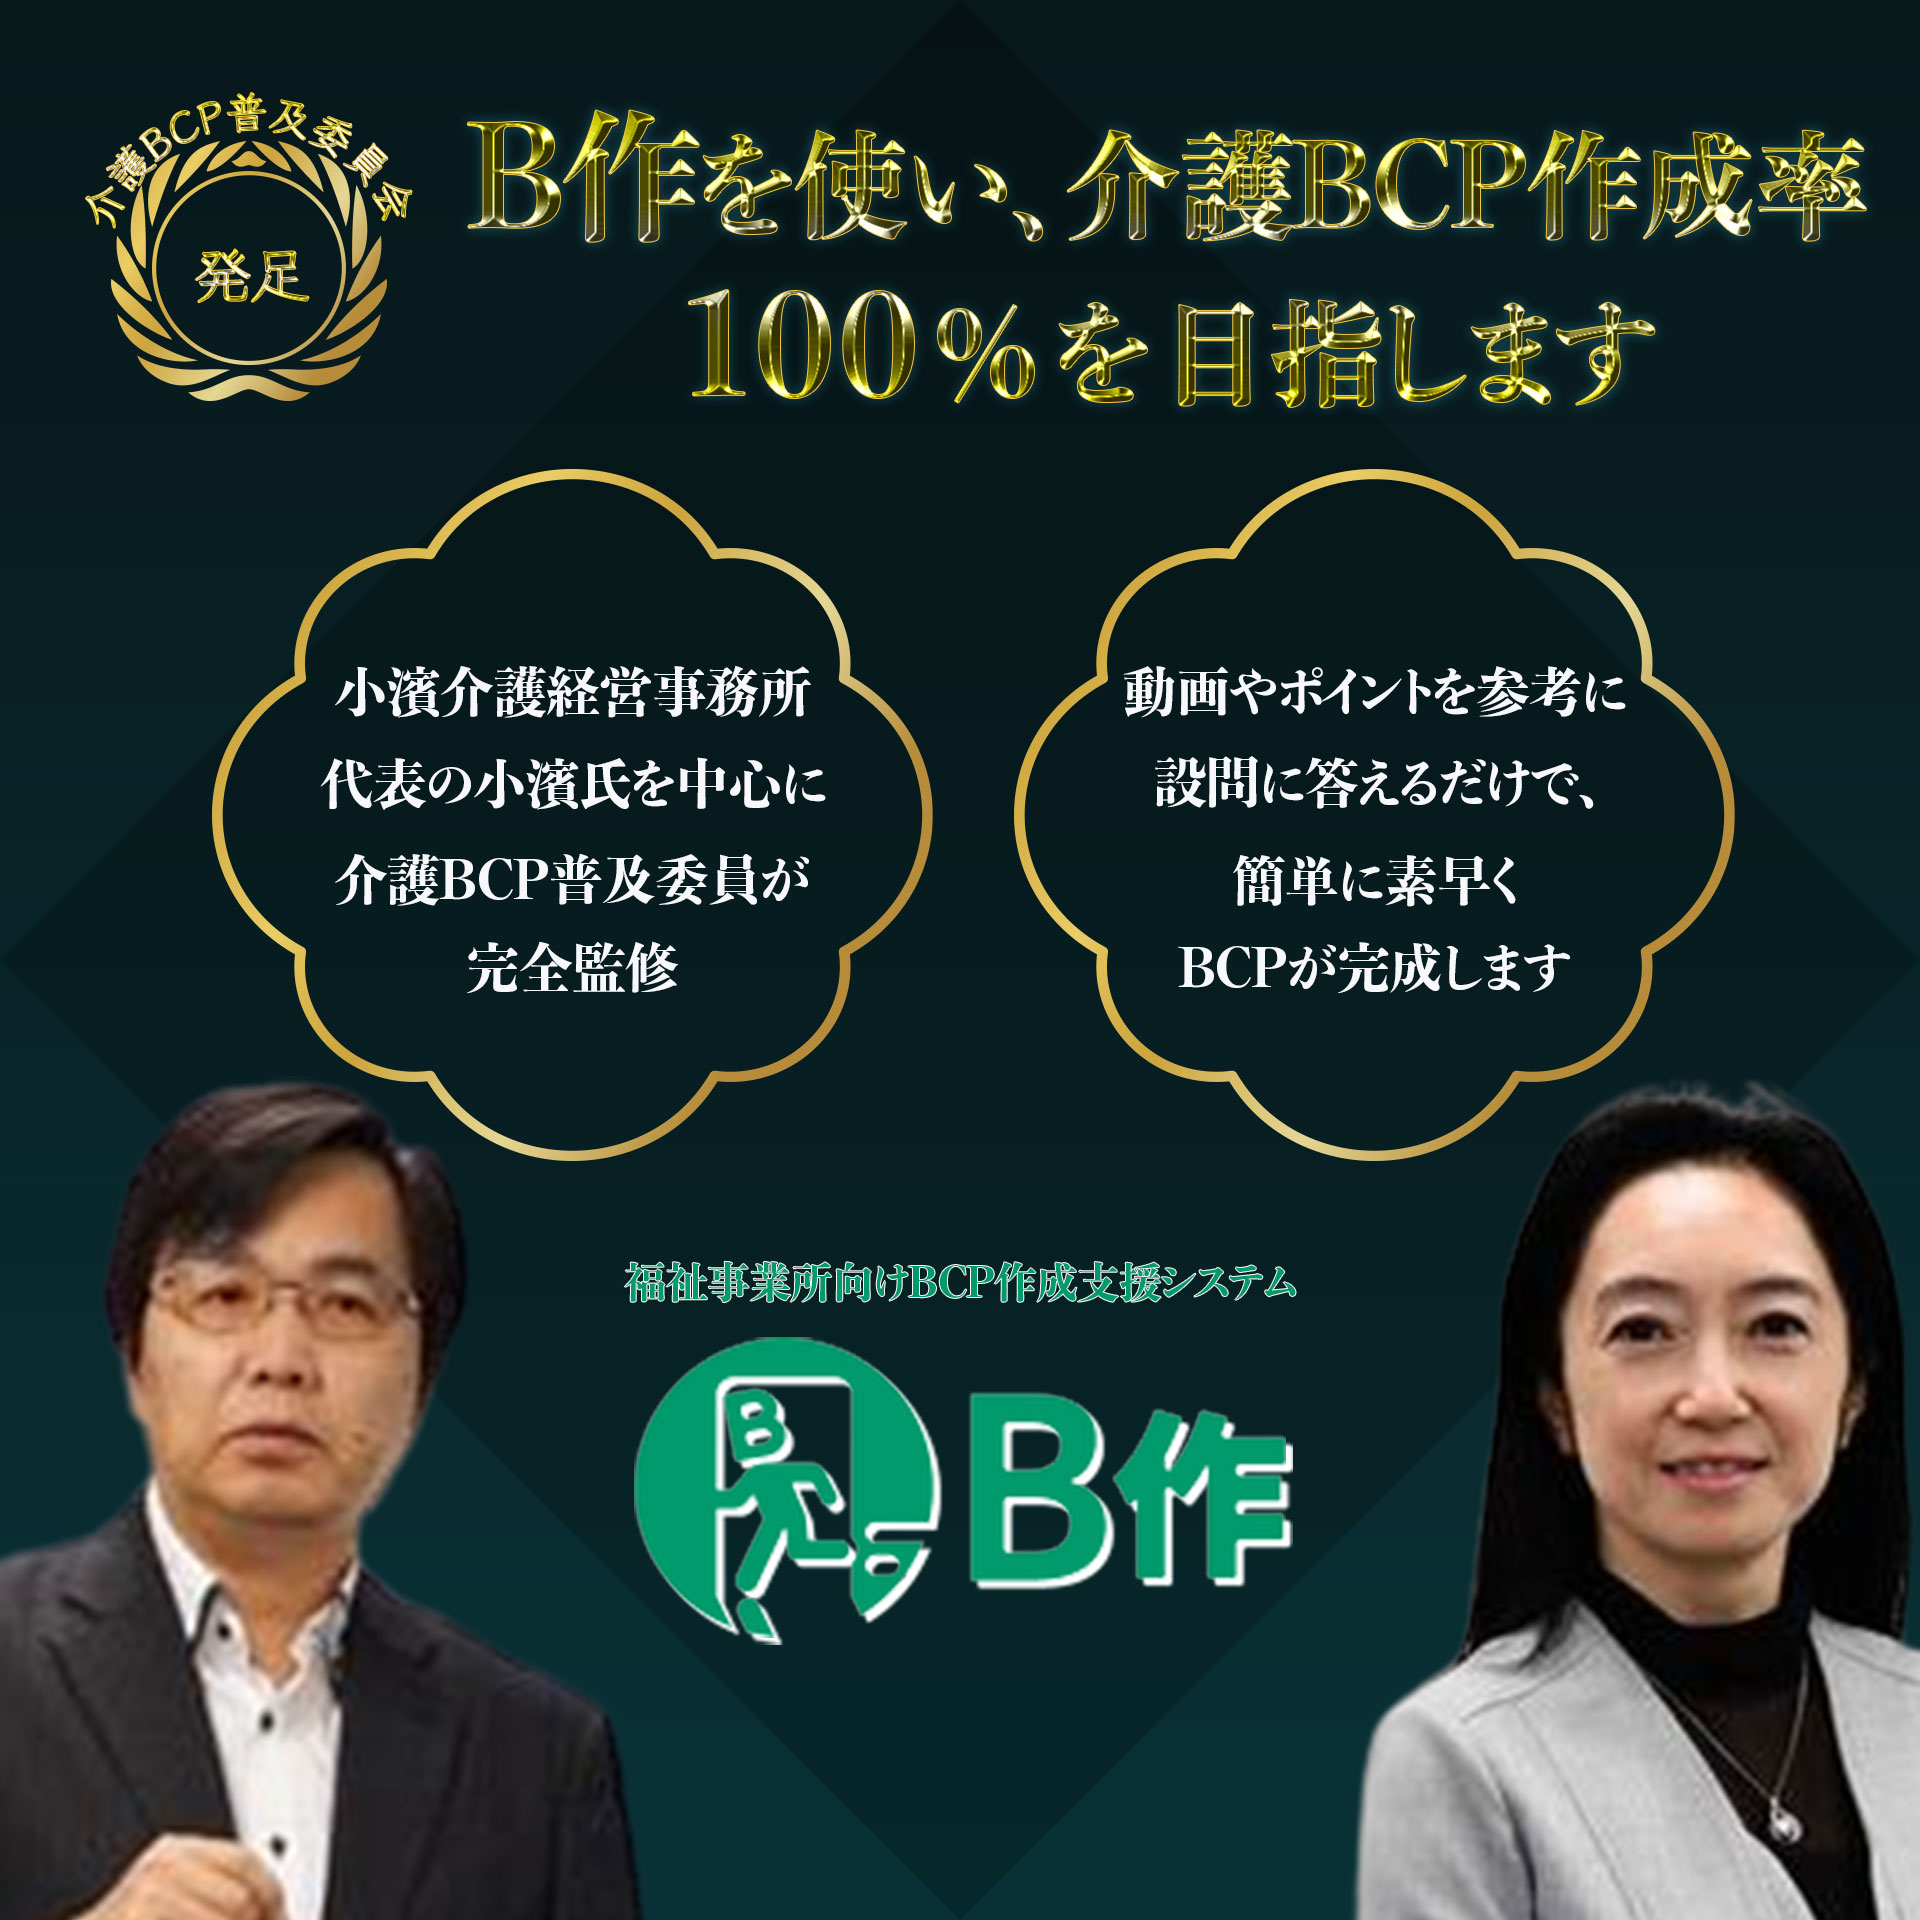 介護BCP普及委員会
発足
B作を使い、介護BCP作成率
100%を目指します
小濱介護経営事務所
代表の小濱氏を中心に
介護BCP普及委員が
完全監修
動画やポイントを参考に
設問に答えるだけで、
簡単に素早く
BCPが完成します
福祉事業所向けBCP作成支援システム
B
B作